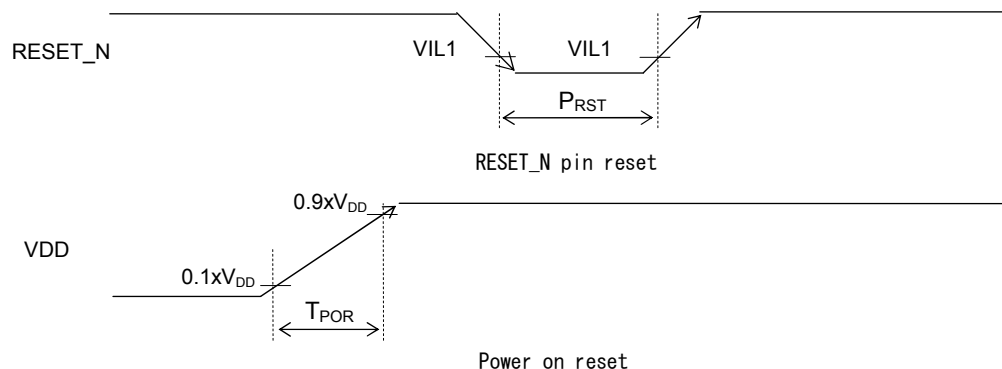 VIL1 VIL1
RESET_N
PRST
RESET_N pin reset
0.9xVDD
VDD
0.1xVDD
TPOR
Power on reset